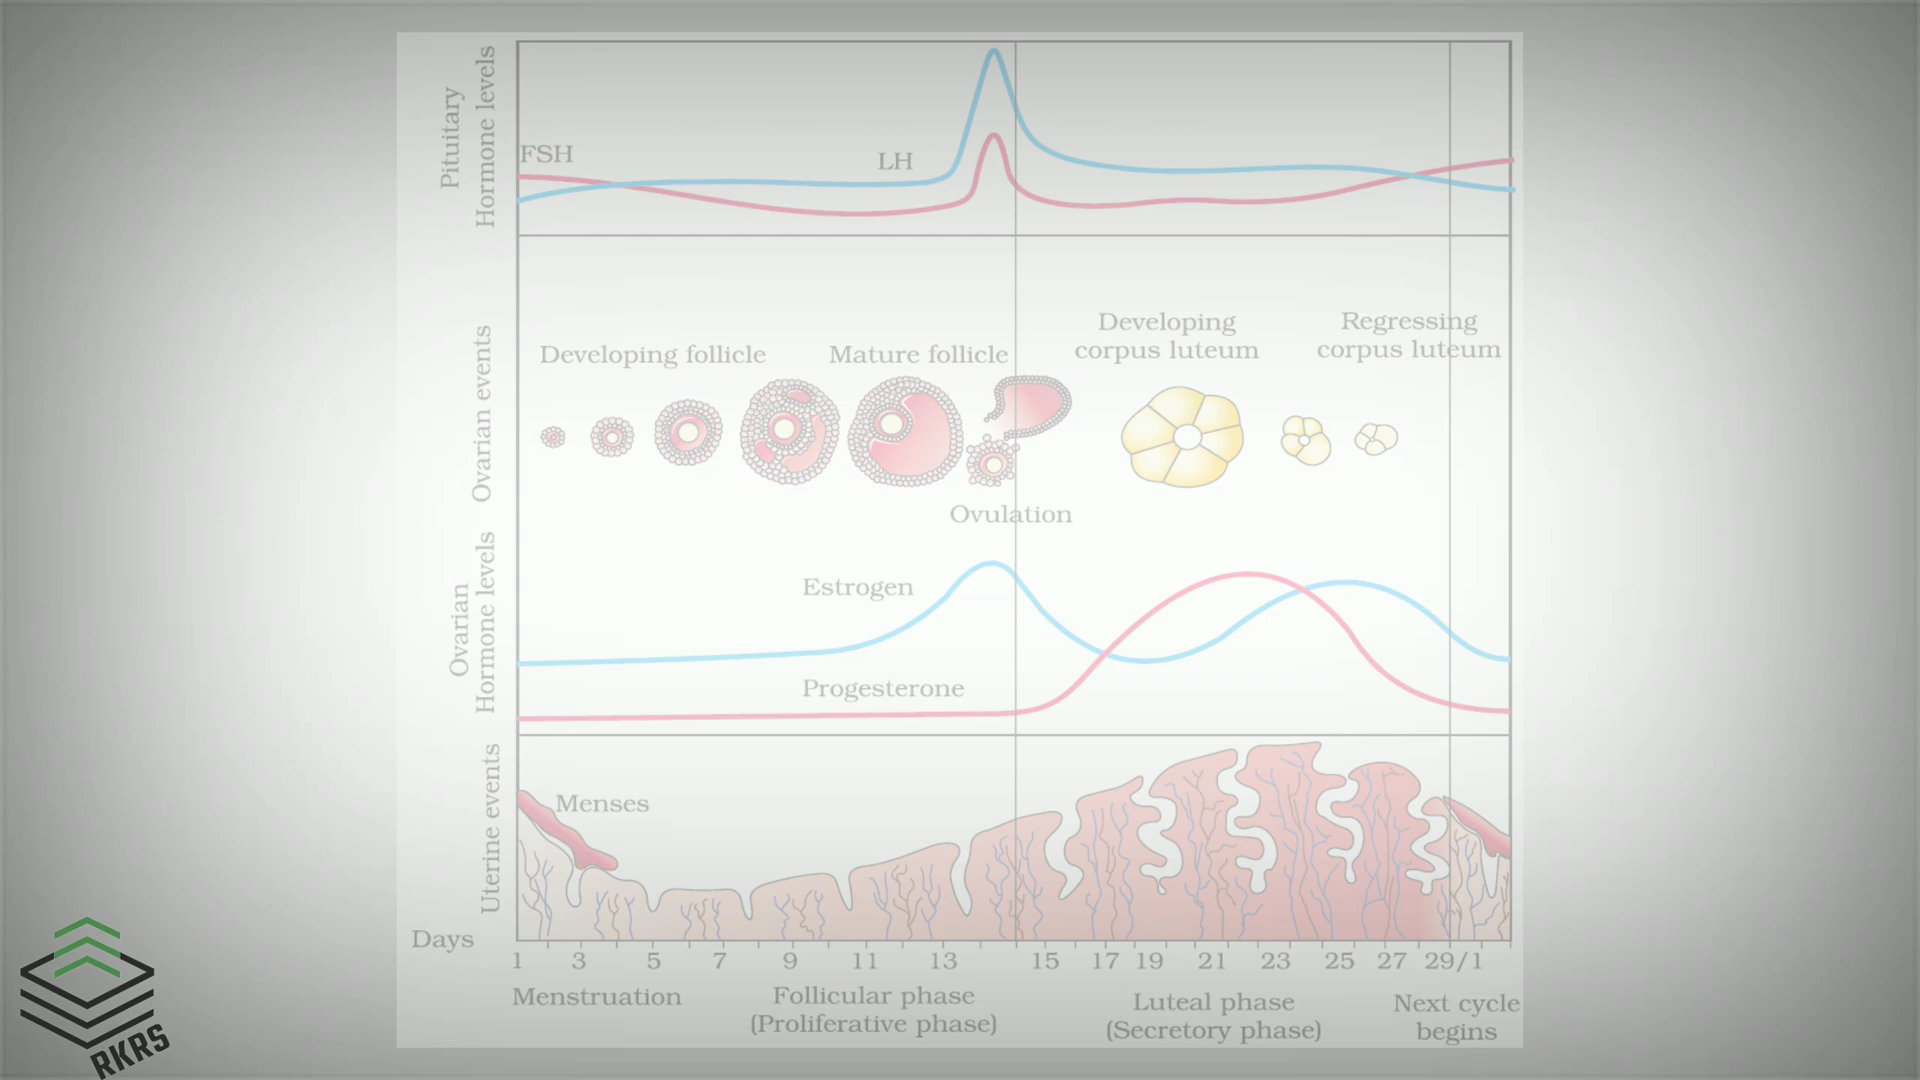 Pituitary
Hormone levels
FSH
LH
Ovarian events
Developing follicle
Mature follicle
Developing
corpus luteum
Regressing
corpus luteum
Ovulation
Ovarian
Hormone levels
Estrogen
Progesterone
Uterine events
Menses
Days
1 3 5 7 9 11 13 15 17 19 21 23 25 27 29/1
Menstruation
Follicular phase
(Proliferative phase)
Luteal phase
(Secretory phase)
Next cycle
begins
RKRS